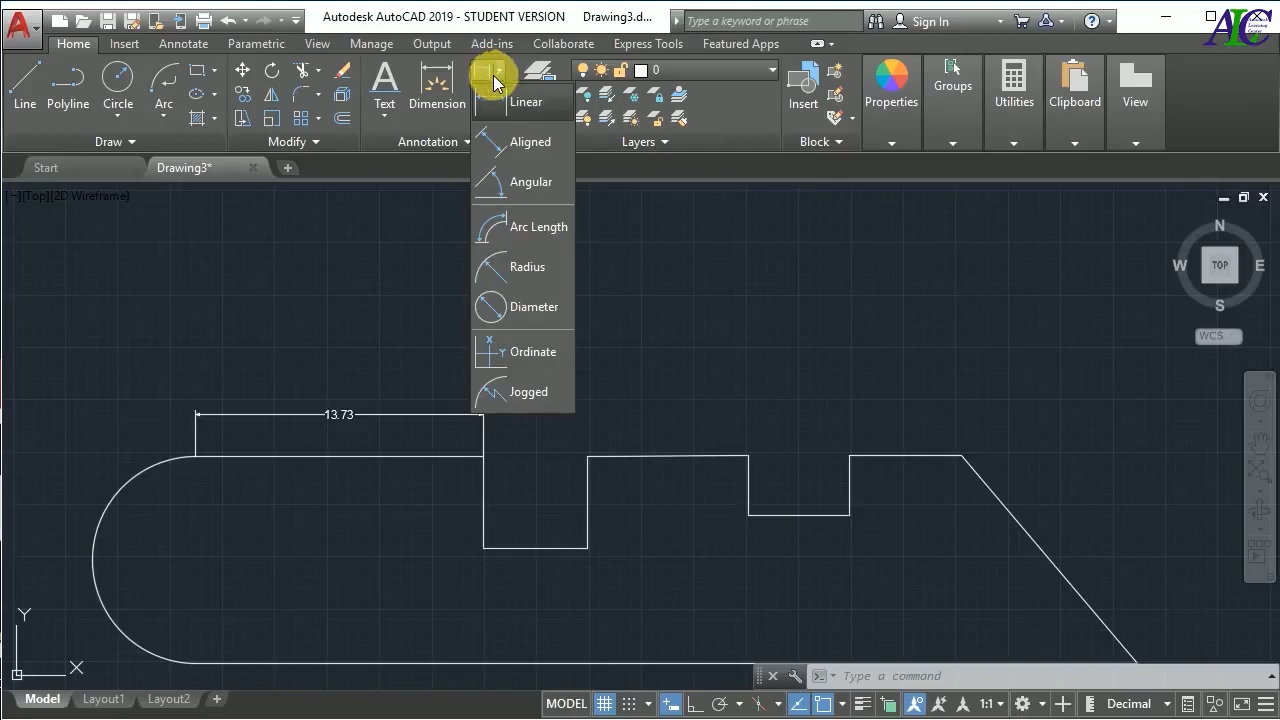 Autodesk AutoCAD 2019 - STUDENT VERSION Drawing3.d... Type a keyword or phrase Sign In
A
ALC
Home Insert Annotate Parametric View Manage Output Add-ins Collaborate Express Tools Featured Apps
0
Line Polyline Circle Arc Text Dimension Insert Properties Groups Utilities Clipboard View
Draw Modify Annotation Layers Block
Linear
Aligned
Angular
Arc Length
Radius
Diameter
X
Y
Ordinate
Jogged
Start Drawing3*
[−][Top][2D Wireframe]
N
W TOP E
S
WCS
13.73
Y
X
Type a command
Model Layout1 Layout2
MODEL 1:1 Decimal